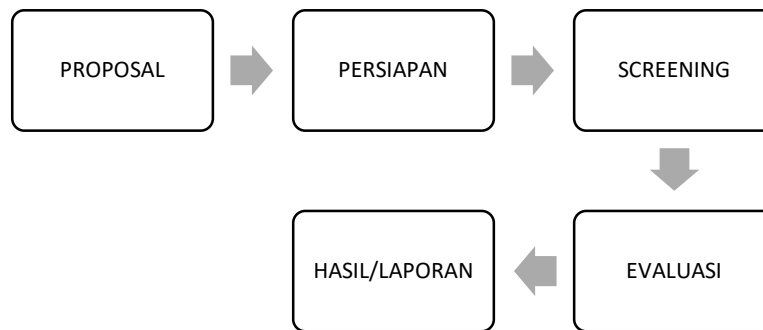 PROPOSAL
PERSIAPAN
SCREENING
EVALUASI
HASIL/LAPORAN